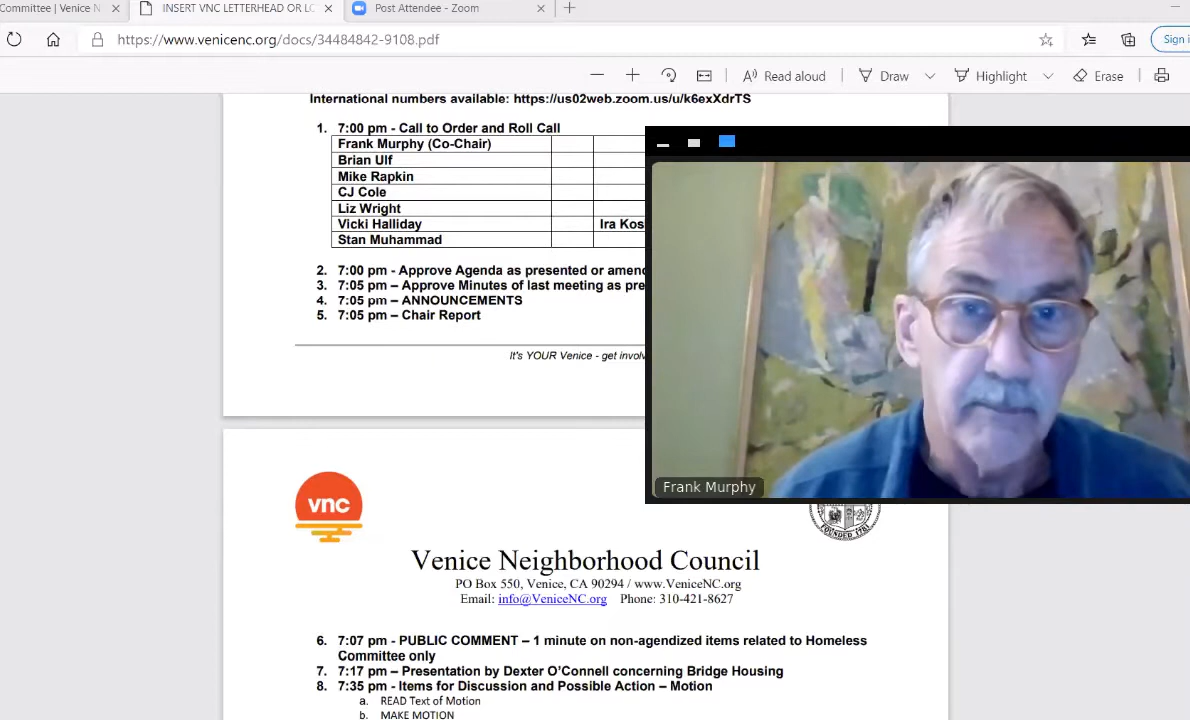 Committee | Venice N
INSERT VNC LETTERHEAD OR LO
Post Attendee - Zoom
https://www.venicenc.org/docs/34484842-9108.pdf
Sign i
Read aloud
Draw
Highlight
Erase
International numbers available: https://us02web.zoom.us/u/k6exXdrTS
1. 7:00 pm - Call to Order and Roll Call
Frank Murphy (Co-Chair)
Brian Ulf
Mike Rapkin
CJ Cole
Liz Wright
Vicki Halliday Ira Kos
Stan Muhammad
2. 7:00 pm - Approve Agenda as presented or amen
3. 7:05 pm – Approve Minutes of last meeting as pre
4. 7:05 pm – ANNOUNCEMENTS
5. 7:05 pm – Chair Report
It's YOUR Venice - get invol
Frank Murphy
vnc
FOUNDED 1781
Venice Neighborhood Council
PO Box 550, Venice, CA 90294 / www.VeniceNC.org
Email: info@VeniceNC.org Phone: 310-421-8627
6. 7:07 pm - PUBLIC COMMENT – 1 minute on non-agendized items related to Homeless
Committee only
7. 7:17 pm – Presentation by Dexter O'Connell concerning Bridge Housing
8. 7:35 pm - Items for Discussion and Possible Action – Motion
a. READ Text of Motion
b. MAKE MOTION